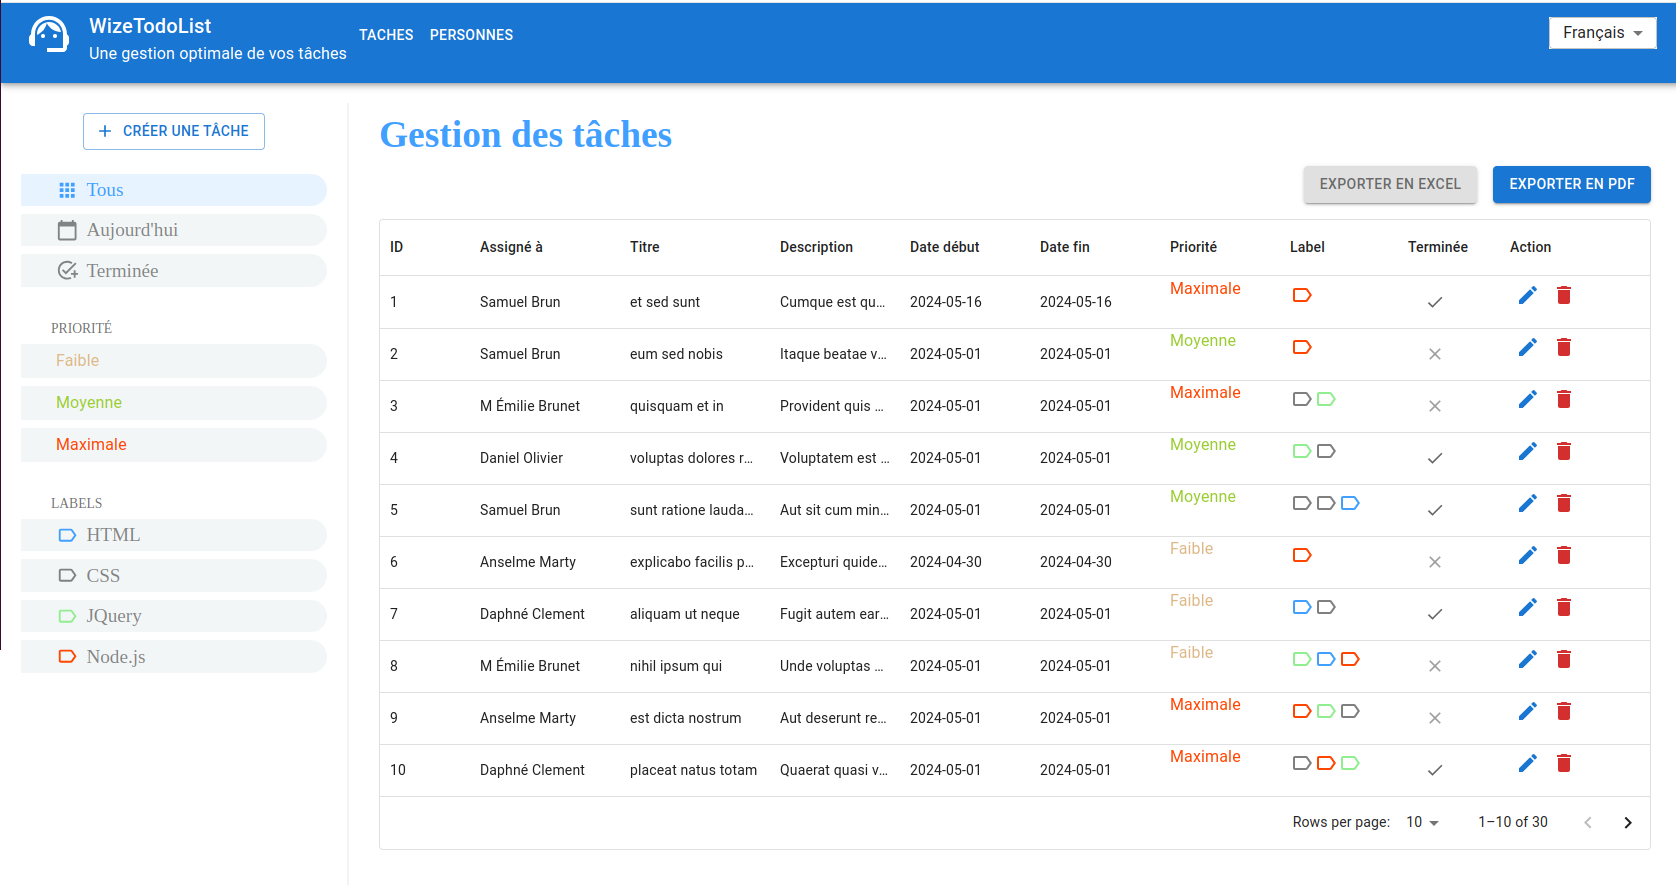 WizeTodoList
Une gestion optimale de vos tâches
TACHES PERSONNES
Français
CRÉER UNE TÂCHE
Tous
Aujourd'hui
Terminée
PRIORITÉ
Faible
Moyenne
Maximale
LABELS
HTML
CSS
JQuery
Node.js
Gestion des tâches
EXPORTER EN EXCEL EXPORTER EN PDF
ID Assigné à Titre Description Date début Date fin Priorité Label Terminée Action
1 Samuel Brun et sed sunt Cumque est qu... 2024-05-16 2024-05-16 Maximale
2 Samuel Brun eum sed nobis Itaque beatae v... 2024-05-01 2024-05-01 Moyenne
3 M Émilie Brunet quisquam et in Provident quis ... 2024-05-01 2024-05-01 Maximale
4 Daniel Olivier voluptas dolores r... Voluptatem est ... 2024-05-01 2024-05-01 Moyenne
5 Samuel Brun sunt ratione lauda... Aut sit cum min... 2024-05-01 2024-05-01 Moyenne
6 Anselme Marty explicabo facilis p... Excepturi quide... 2024-04-30 2024-04-30 Faible
7 Daphné Clement aliquam ut neque Fugit autem ear... 2024-05-01 2024-05-01 Faible
8 M Émilie Brunet nihil ipsum qui Unde voluptas ... 2024-05-01 2024-05-01 Faible
9 Anselme Marty est dicta nostrum Aut deserunt re... 2024-05-01 2024-05-01 Maximale
10 Daphné Clement placeat natus totam Quaerat quasi v... 2024-05-01 2024-05-01 Maximale
Rows per page: 10 1–10 of 30